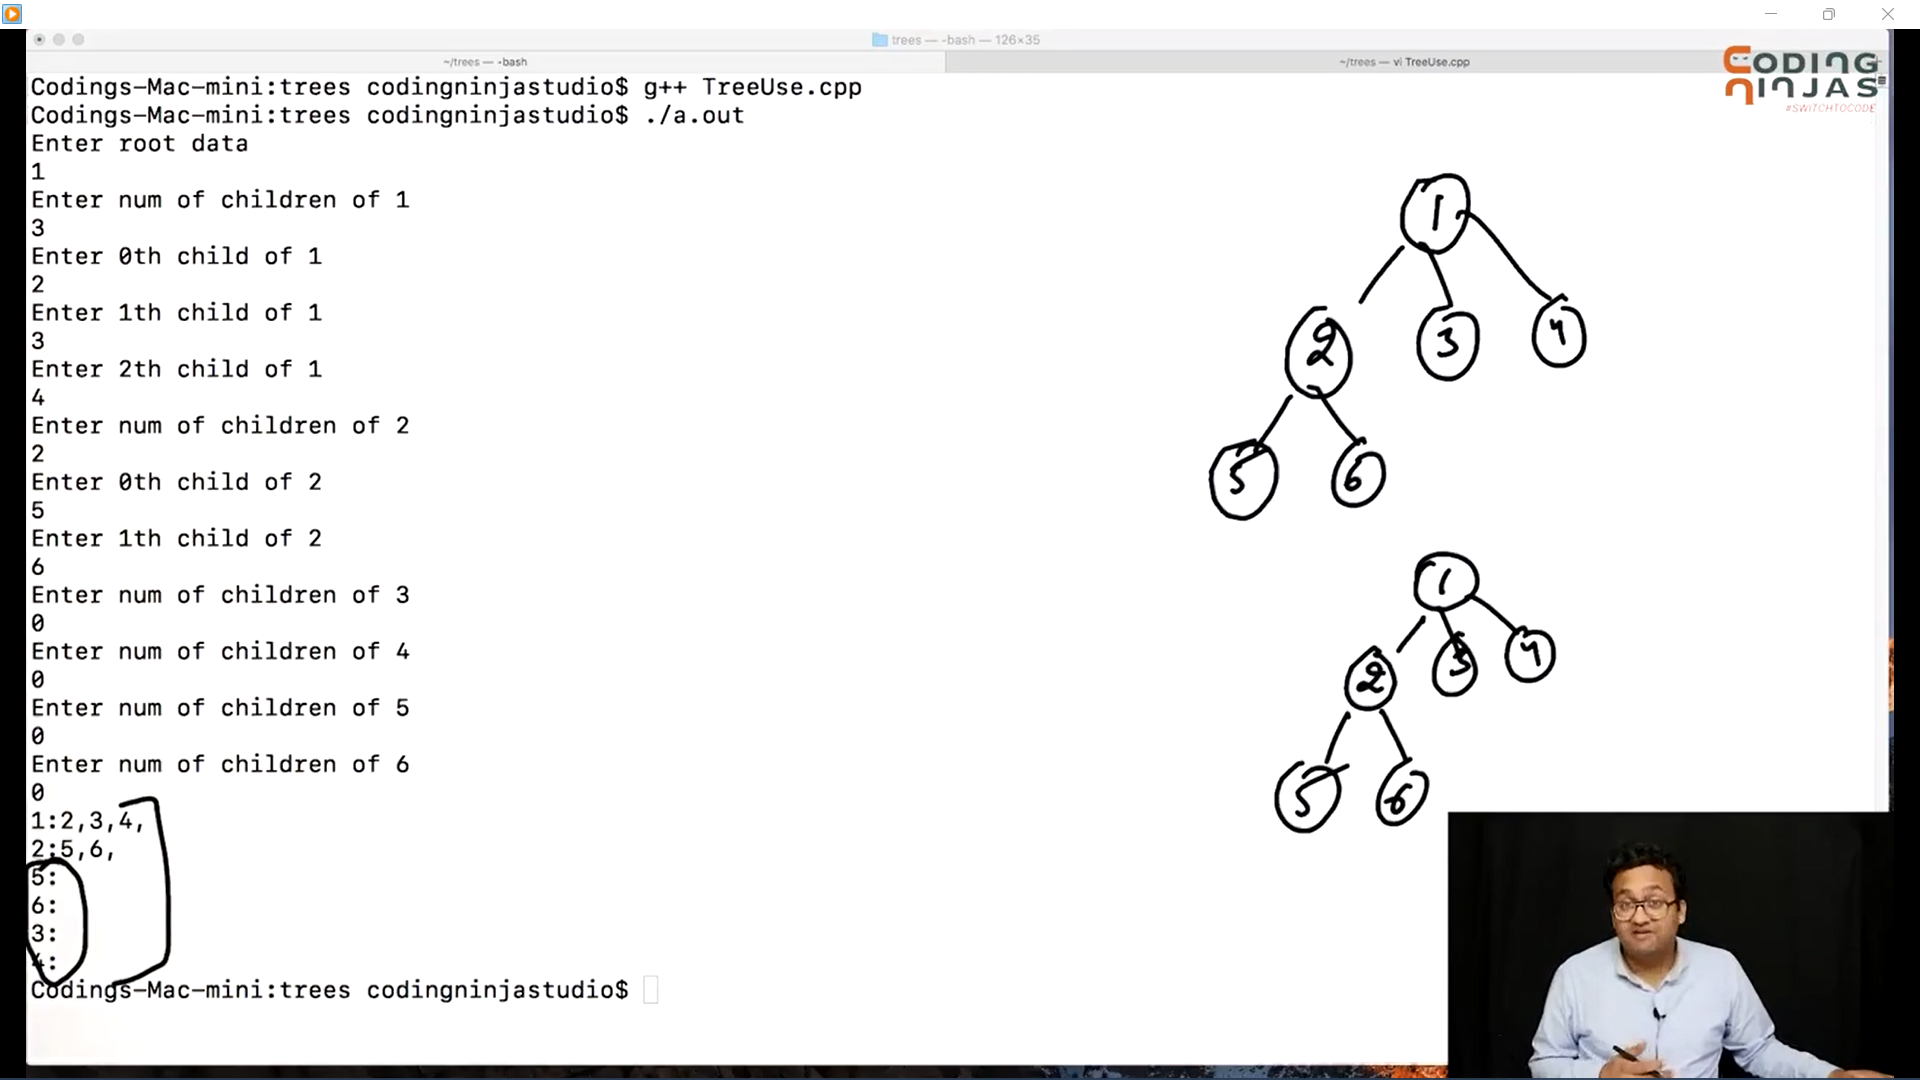 trees — -bash — 126×35
~/trees — -bash
~/trees — vi TreeUse.cpp
CODING
NINJAS
#SWITCHTOCODE
Codings-Mac-mini:trees codingninjastudio$ g++ TreeUse.cpp
Codings-Mac-mini:trees codingninjastudio$ ./a.out
Enter root data
1
Enter num of children of 1
3
Enter 0th child of 1
2
Enter 1th child of 1
3
Enter 2th child of 1
4
Enter num of children of 2
2
Enter 0th child of 2
5
Enter 1th child of 2
6
Enter num of children of 3
0
Enter num of children of 4
0
Enter num of children of 5
0
Enter num of children of 6
0
1:2,3,4,
2:5,6,
5:
6:
3:
4:
Codings-Mac-mini:trees codingninjastudio$
1
2 3 4
5 6
1
2 3 4
5 6